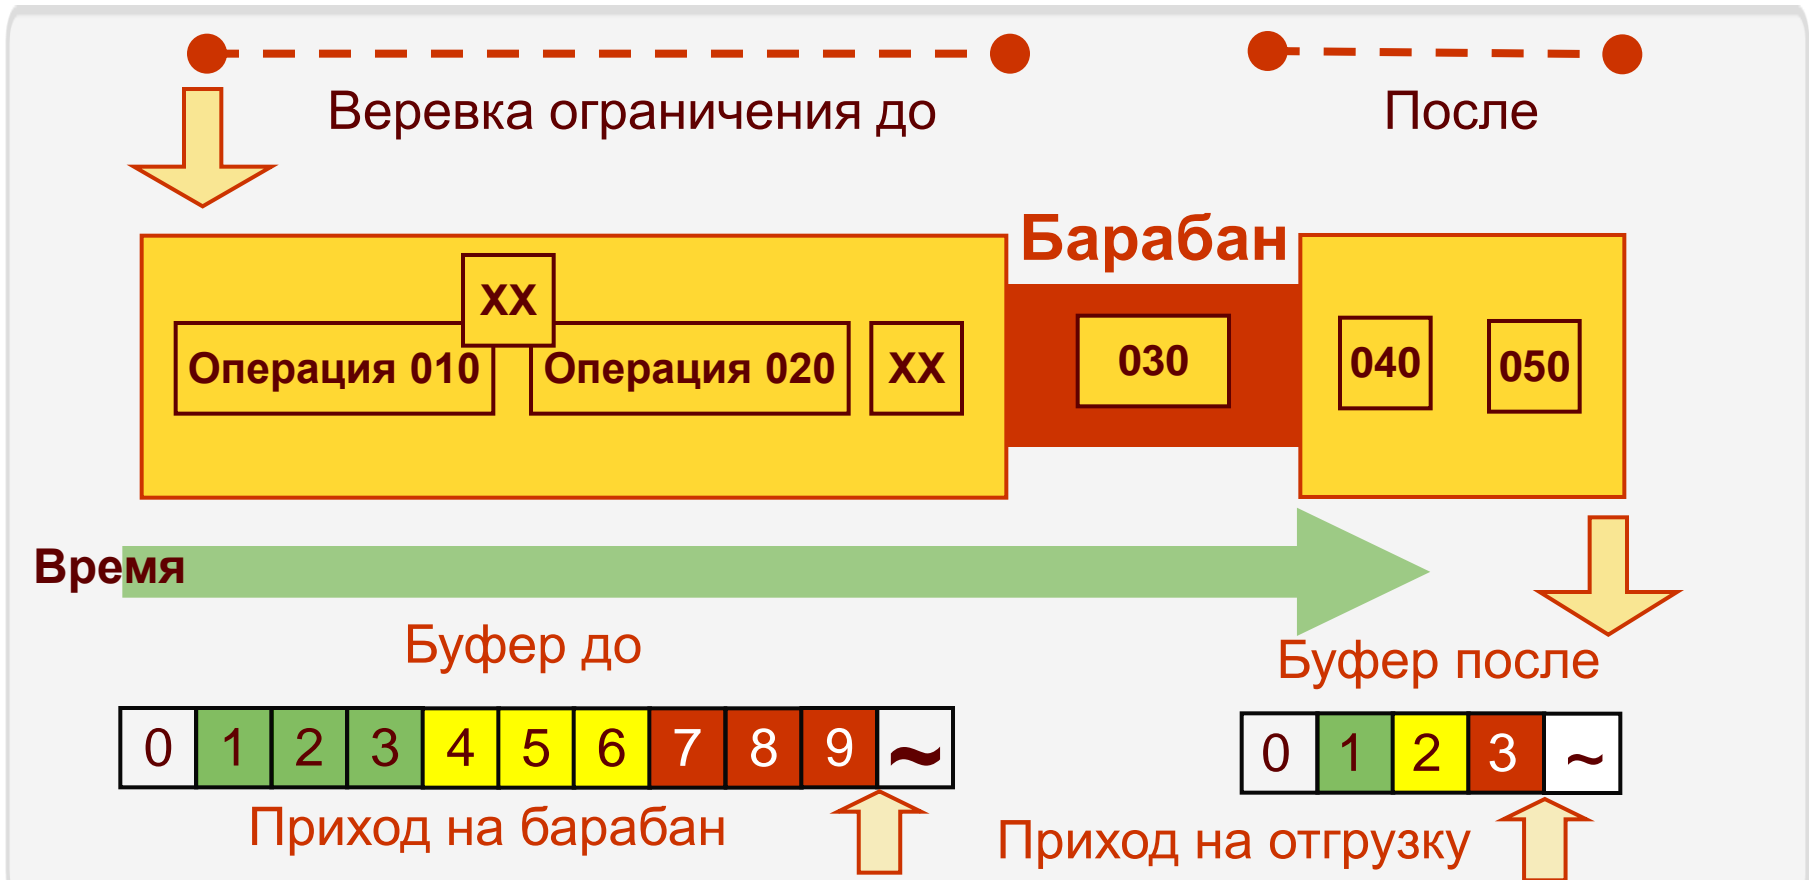 Веревка ограничения до
После
Барабан
XX
Операция 010
Операция 020
XX
030
040
050
Время
Буфер до
Буфер после
0 1 2 3 4 5 6 7 8 9 ~
0 1 2 3 ~
Приход на барабан
Приход на отгрузку